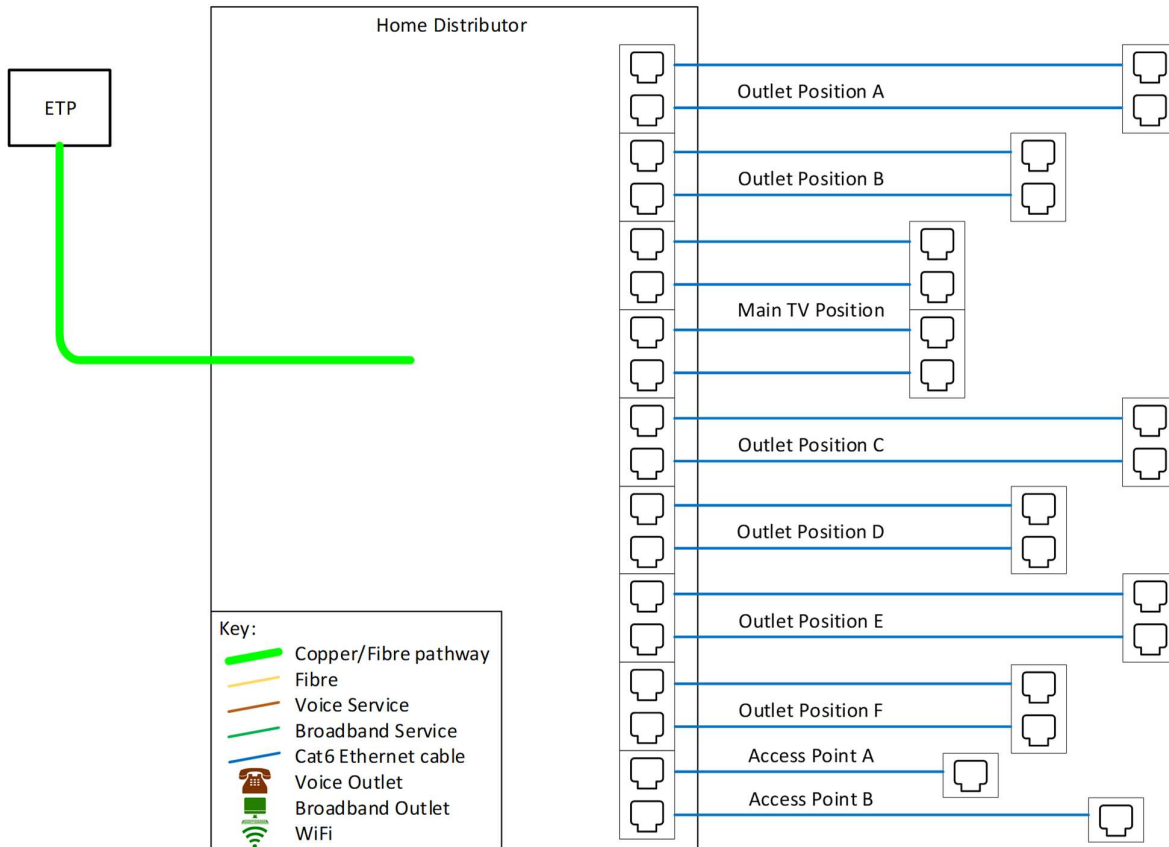 Home Distributor
ETP
Outlet Position A
Outlet Position B
Main TV Position
Outlet Position C
Outlet Position D
Outlet Position E
Outlet Position F
Access Point A
Access Point B
Key:
Copper/Fibre pathway
Fibre
Voice Service
Broadband Service
Cat6 Ethernet cable
Voice Outlet
Broadband Outlet
WiFi